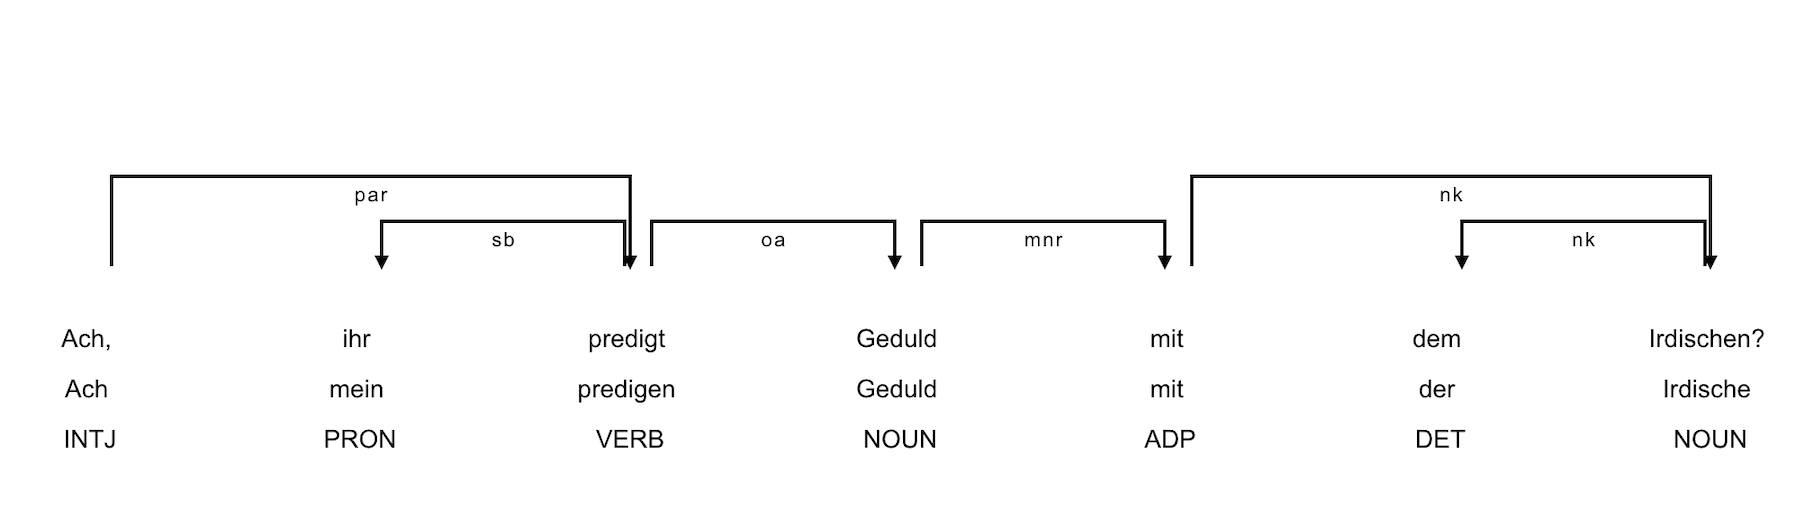 par nk
sb oa mnr nk
Ach, ihr predigt Geduld mit dem Irdischen?
Ach mein predigen Geduld mit der Irdische
INTJ PRON VERB NOUN ADP DET NOUN